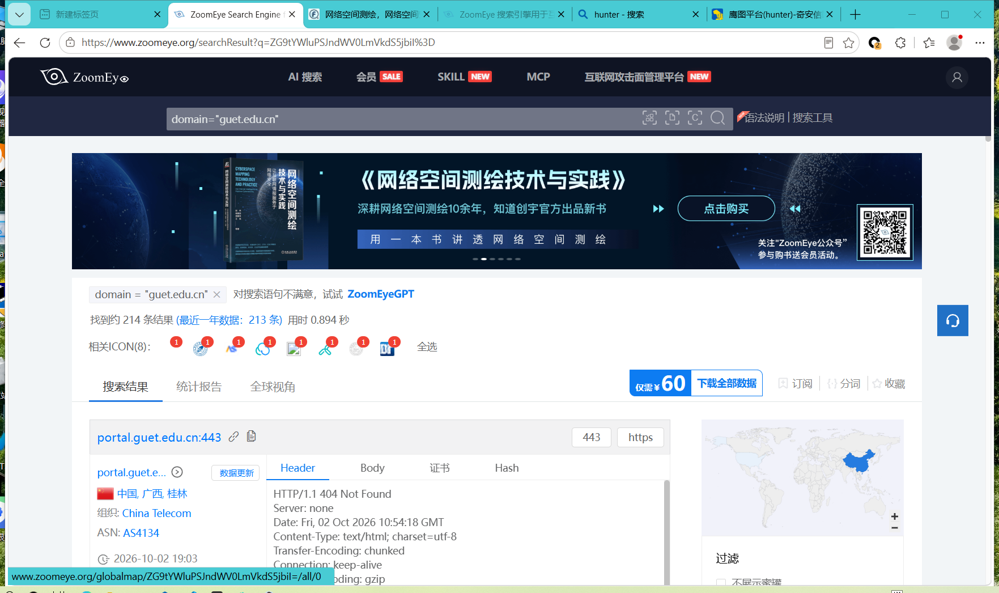 新建标签页
ZoomEye Search Engine f
网络空间测绘，网络空间
ZoomEye 搜索引擎用于互
hunter - 搜索
鹰图平台(hunter)-奇安信
https://www.zoomeye.org/searchResult?q=ZG9tYWluPSJndWV0LmVkdS5jbiI%3D
2
ZoomEye
AI 搜索
会员 SALE
SKILL NEW
MCP
互联网攻击面管理平台 NEW
domain="guet.edu.cn"
NEW
语法说明 | 搜索工具
CYBERSPACE
MAPPING
TECHNOLOGY
AND PRACTICE
网络空间测绘
技术与实践
让互联网情报服务于
网络安全
《网络空间测绘技术与实践》
深耕网络空间测绘10余年，知道创宇官方出品新书
点击购买
用一本书讲透网络空间测绘
关注"ZoomEye公众号"
参与购书送会员活动。
domain = "guet.edu.cn"
对搜索语句不满意，试试 ZoomEyeGPT
找到约 214 条结果 (最近一年数据：213 条) 用时 0.894 秒
相关ICON(8)：
1
1
1
1
1
1
1
1
全选
搜索结果
统计报告
全球视角
仅需¥60
下载全部数据
订阅
分词
收藏
portal.guet.edu.cn:443
443
https
portal.guet.e...
数据更新
中国, 广西, 桂林
组织: China Telecom
ASN: AS4134
2026-10-02 19:03
Header
Body
证书
Hash
HTTP/1.1 404 Not Found
Server: none
Date: Fri, 02 Oct 2026 10:54:18 GMT
Content-Type: text/html; charset=utf-8
Transfer-Encoding: chunked
Connection: keep-alive
oding: gzip
+
−
过滤
不展示蜜罐
www.zoomeye.org/globalmap/ZG9tYWluPSJndWV0LmVkdS5jbiI=/all/0